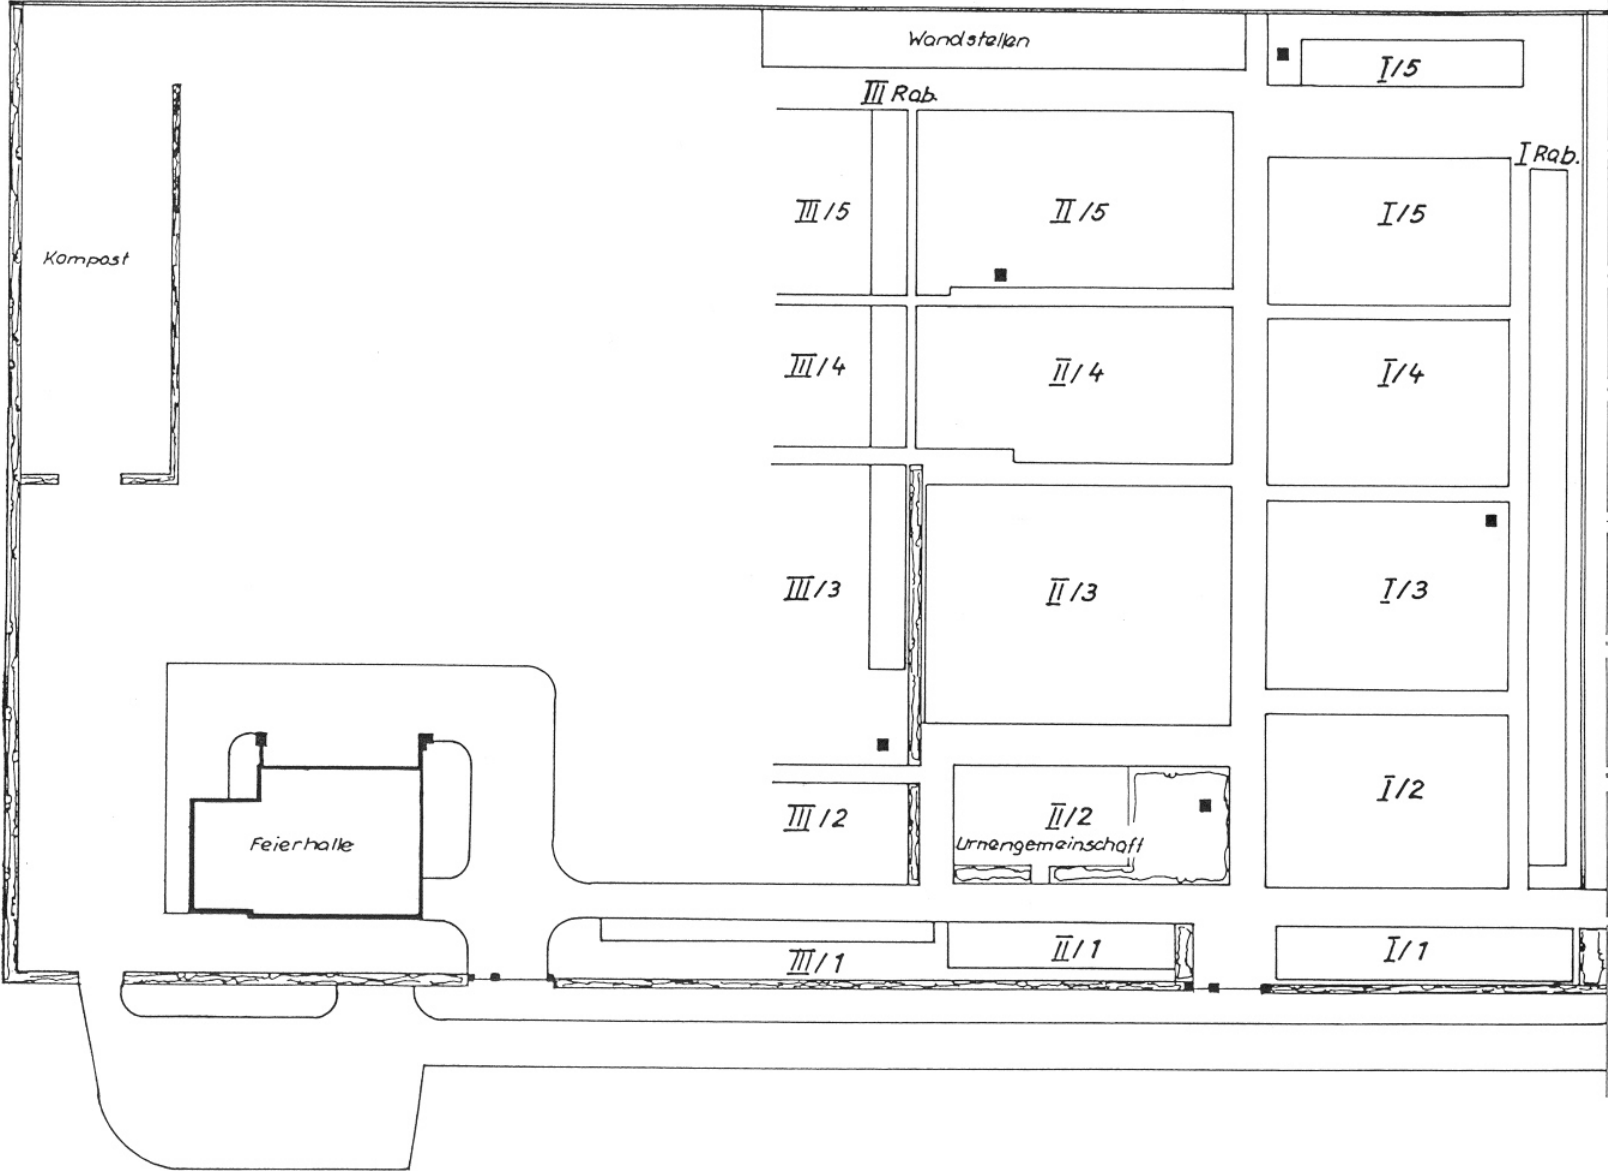 Wandstellen
I/5
III Rab.
I Rab.
III/5
II/5
I/5
Kompost
III/4
II/4
I/4
III/3
II/3
I/3
I/2
III/2
II/2
Urnengemeinschaft
Feierhalle
III/1
II/1
I/1